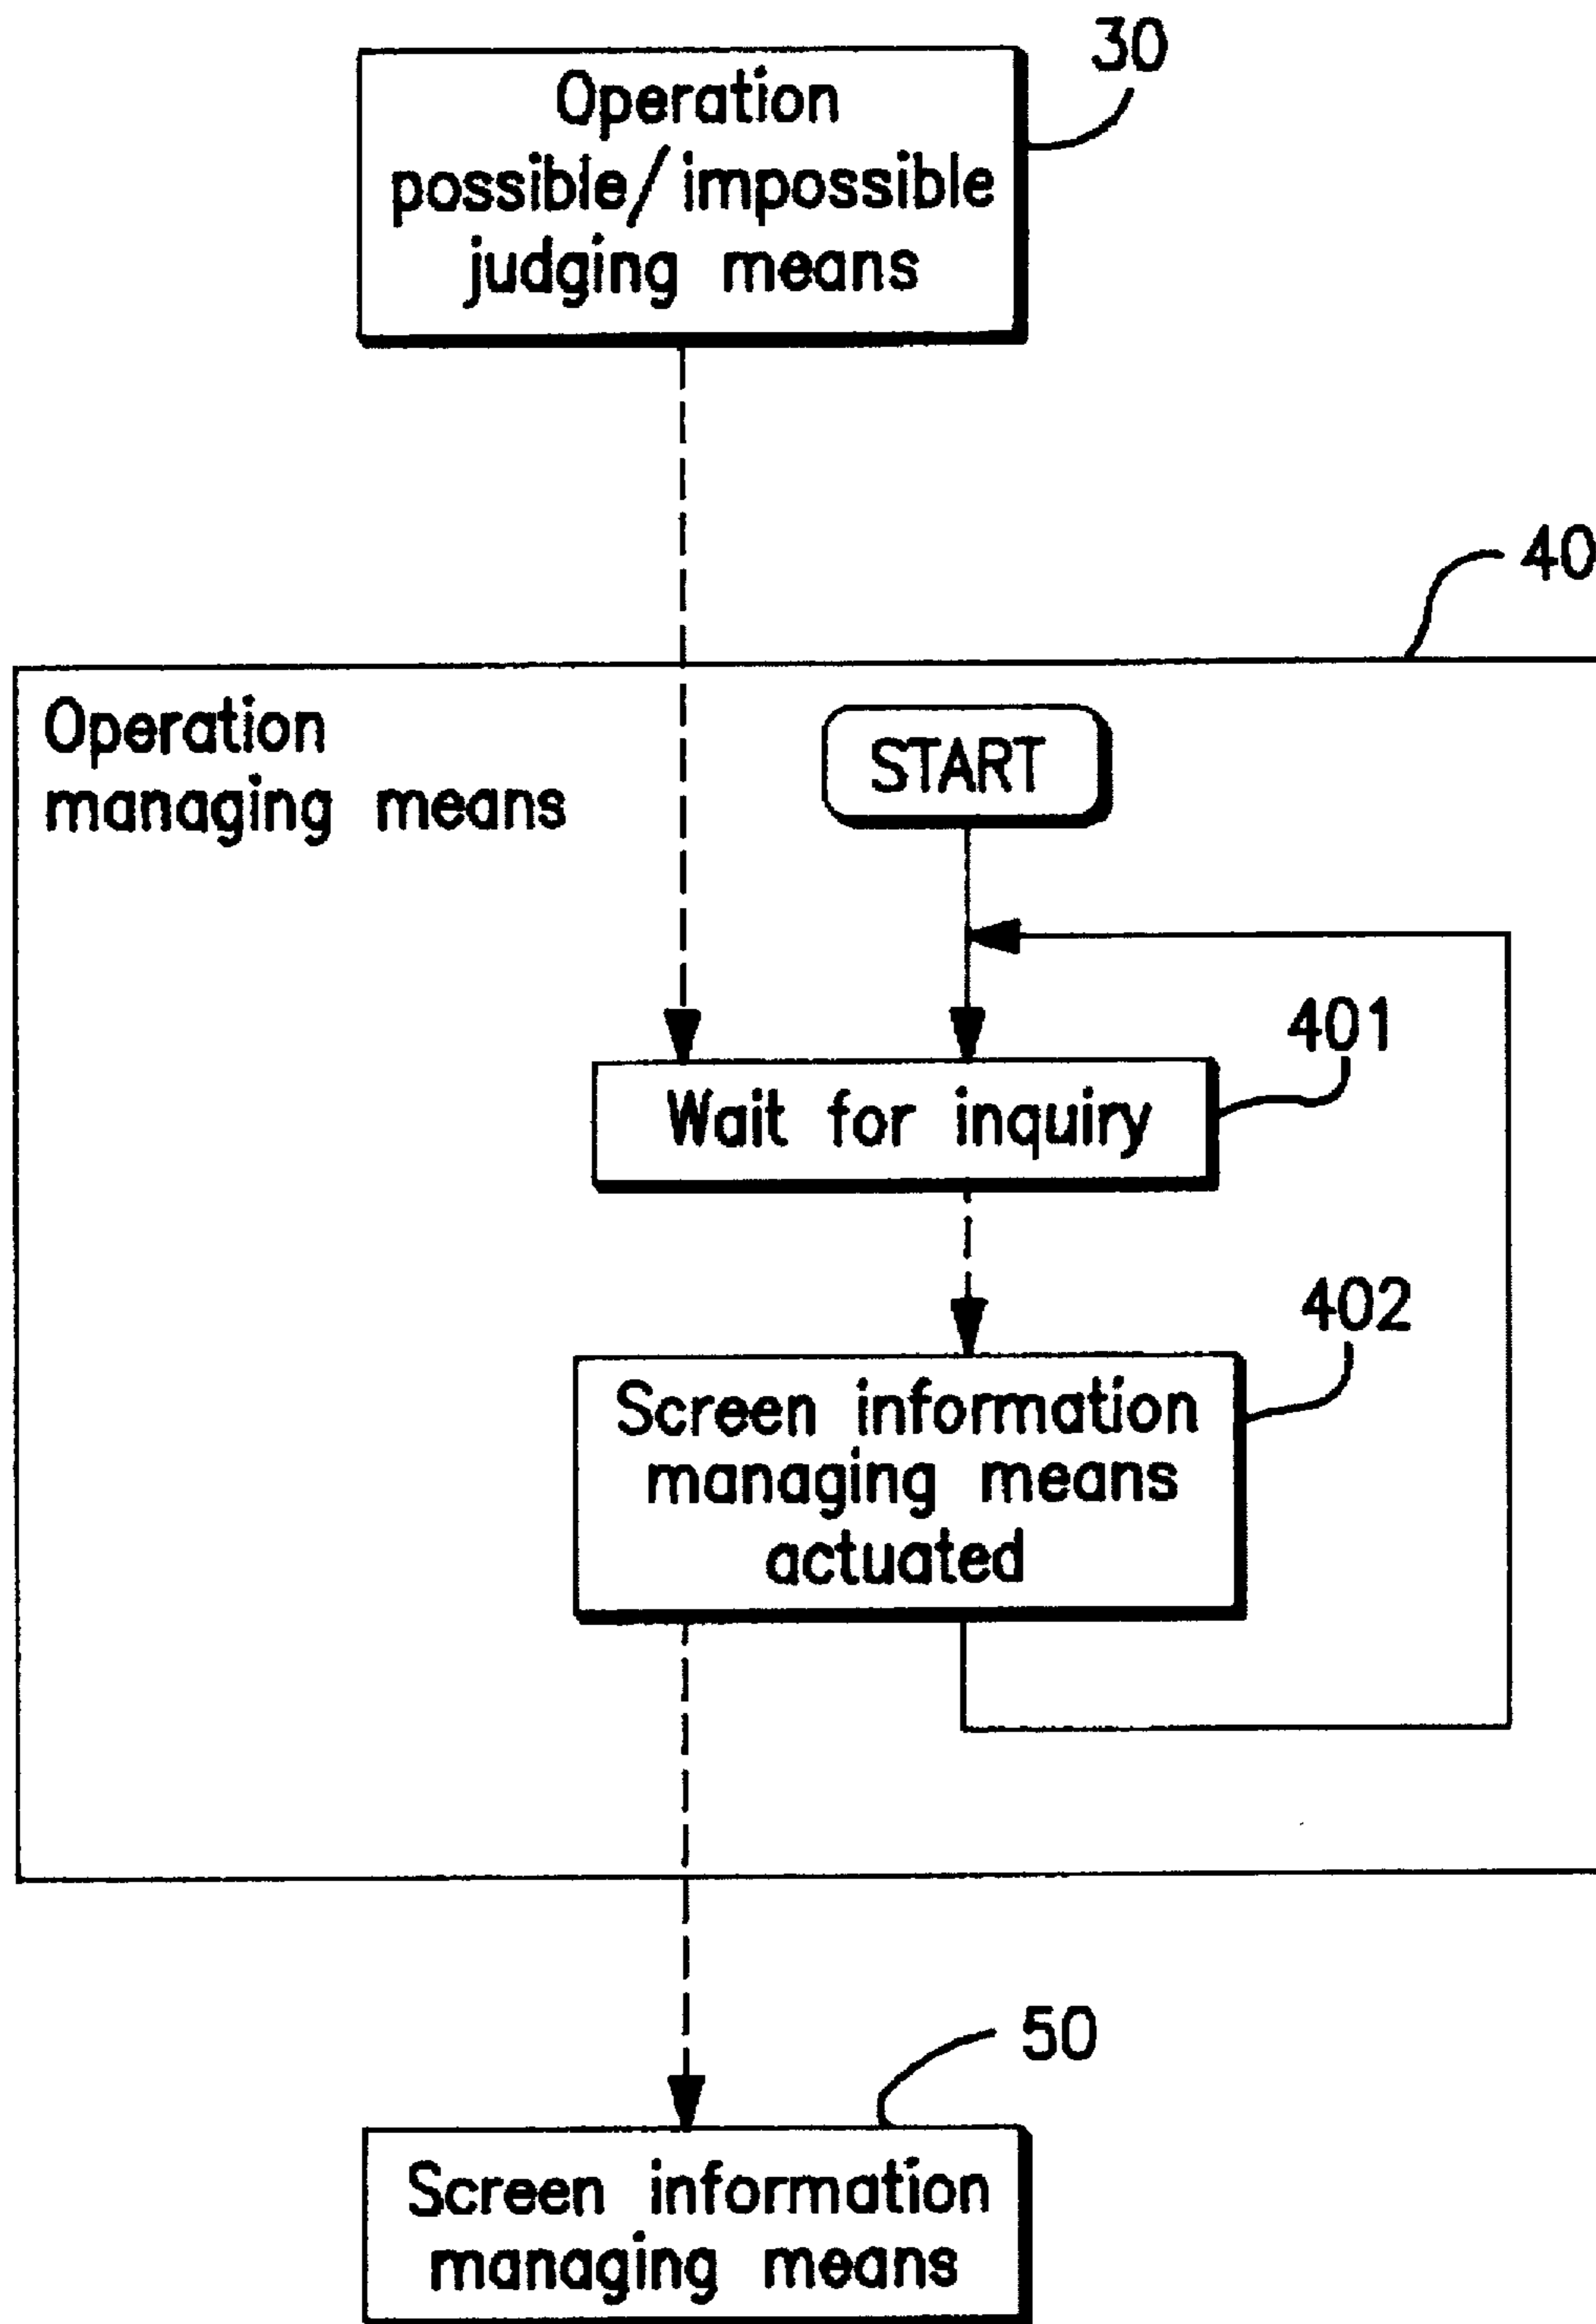 30
Operation
possible/impossible
judging means
40
Operation
managing means
START
401
Wait for inquiry
402
Screen information
managing means
actuated
50
Screen information
managing means